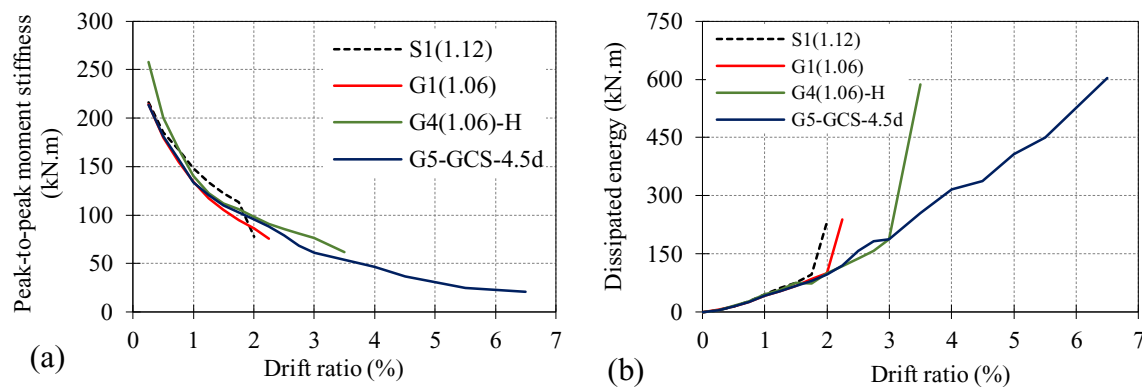 Peak-to-peak moment stiffness
(kN.m)
300
250
200
150
100
50
0
S1(1.12)
G1(1.06)
G4(1.06)-H
G5-GCS-4.5d
0 1 2 3 4 5 6 7
Drift ratio (%)
(a)
Dissipated energy (kN.m)
750
600
450
300
150
0
S1(1.12)
G1(1.06)
G4(1.06)-H
G5-GCS-4.5d
0 1 2 3 4 5 6 7
Drift ratio (%)
(b)